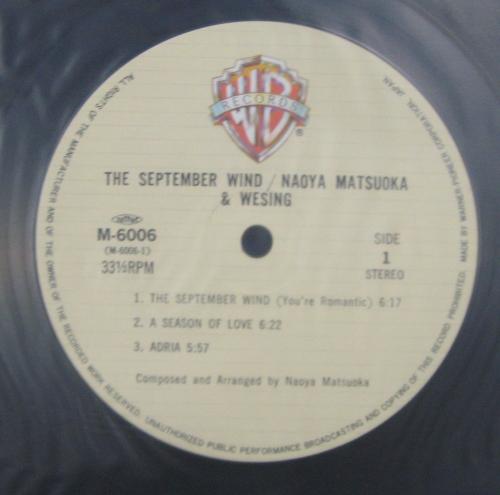 WB
RECORDS
®
THE SEPTEMBER WIND / NAOYA MATSUOKA
& WESING
M-6006
(M-6006-1)
33⅓RPM
SIDE
1
STEREO
1. THE SEPTEMBER WIND (You're Romantic) 6:17
2. A SEASON OF LOVE 6:22
3. ADRIA 5:57
Composed and Arranged by Naoya Matsuoka
ALL RIGHTS OF THE MANUFACTURER AND OF THE OWNER OF THE RECORDED WORK RESERVED. UNAUTHORIZED PUBLIC PERFORMANCE BROADCASTING AND COPYING OF THIS RECORD PROHIBITED. MADE BY WARNER-PIONEER CORPORATION, JAPAN